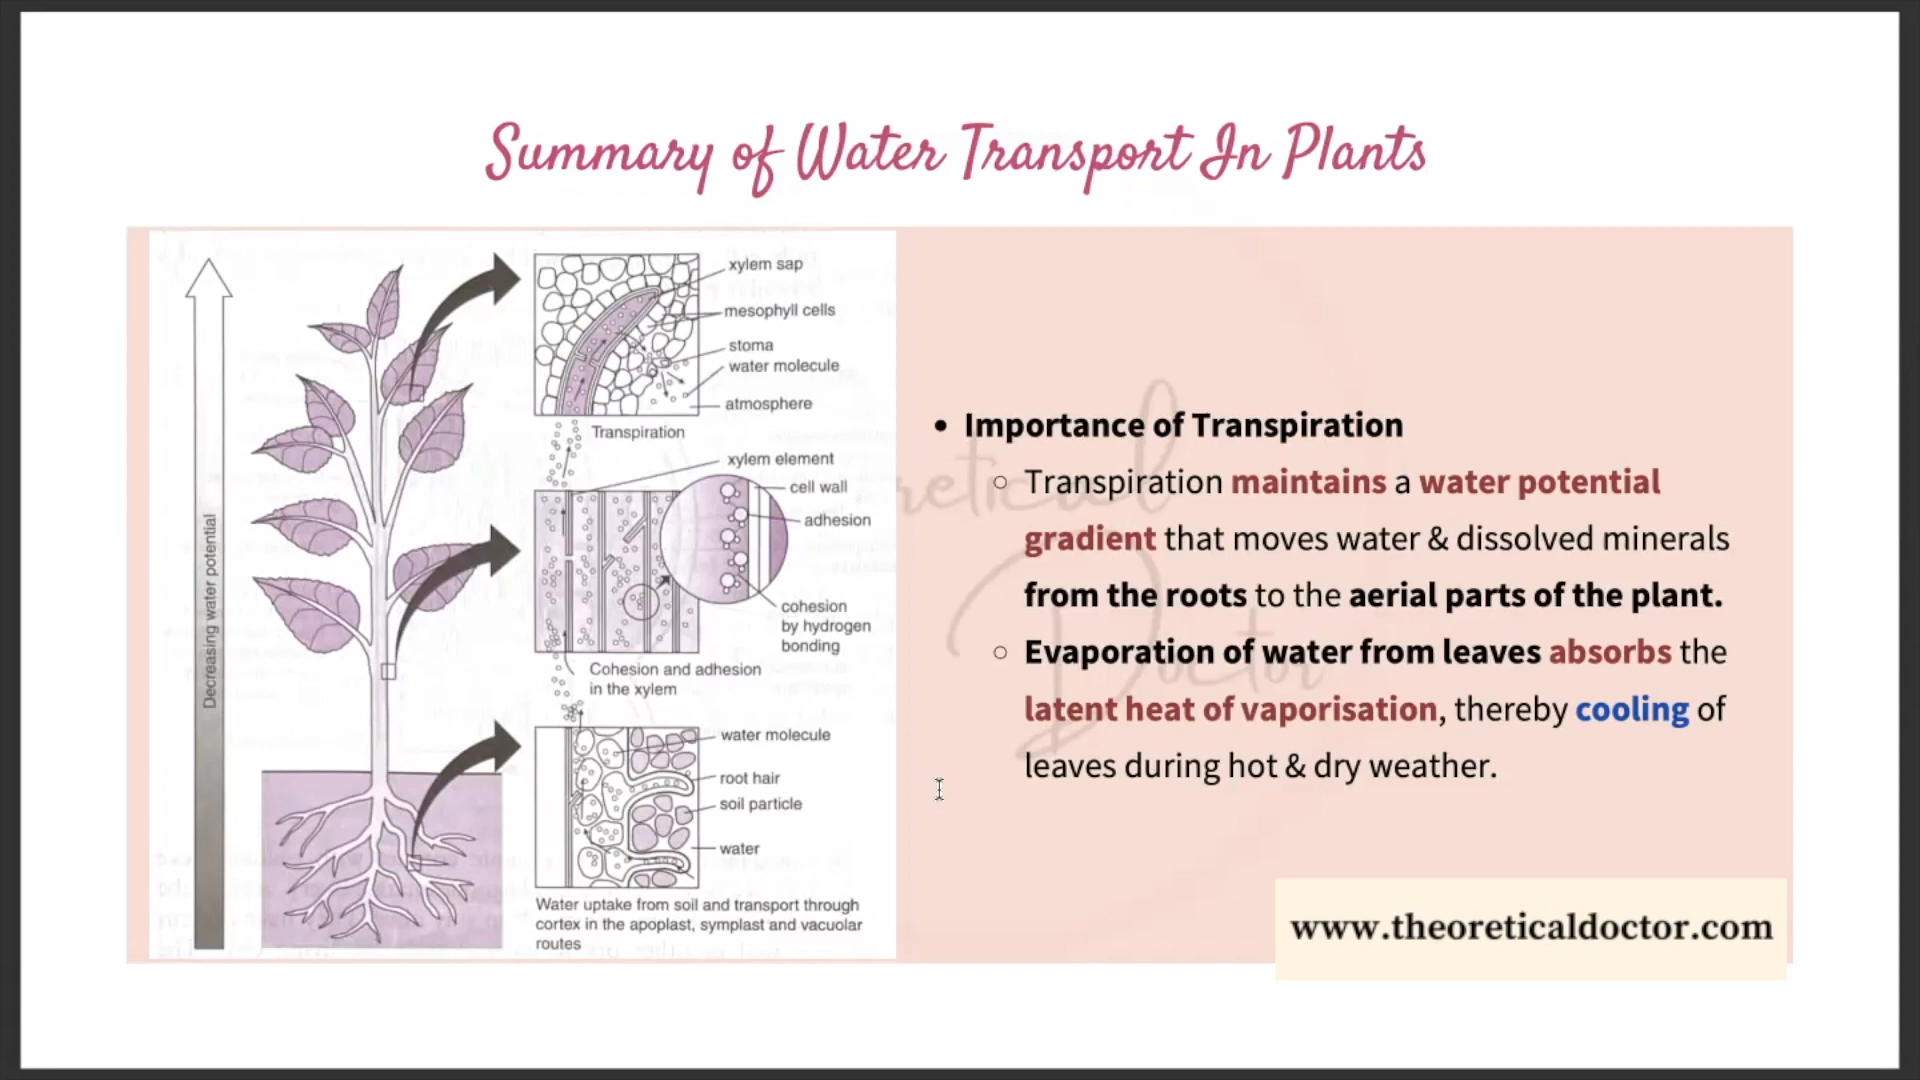 Summary of Water Transport In Plants
Decreasing water potential
xylem sap
mesophyll cells
stoma
water molecule
atmosphere
Transpiration
xylem element
cell wall
adhesion
cohesion
by hydrogen
bonding
Cohesion and adhesion
in the xylem
water molecule
root hair
soil particle
water
Water uptake from soil and transport through
cortex in the apoplast, symplast and vacuolar
routes
• Importance of Transpiration
○ Transpiration maintains a water potential
gradient that moves water & dissolved minerals
from the roots to the aerial parts of the plant.
○ Evaporation of water from leaves absorbs the
latent heat of vaporisation, thereby cooling of
leaves during hot & dry weather.
Doctor
www.theoreticaldoctor.com